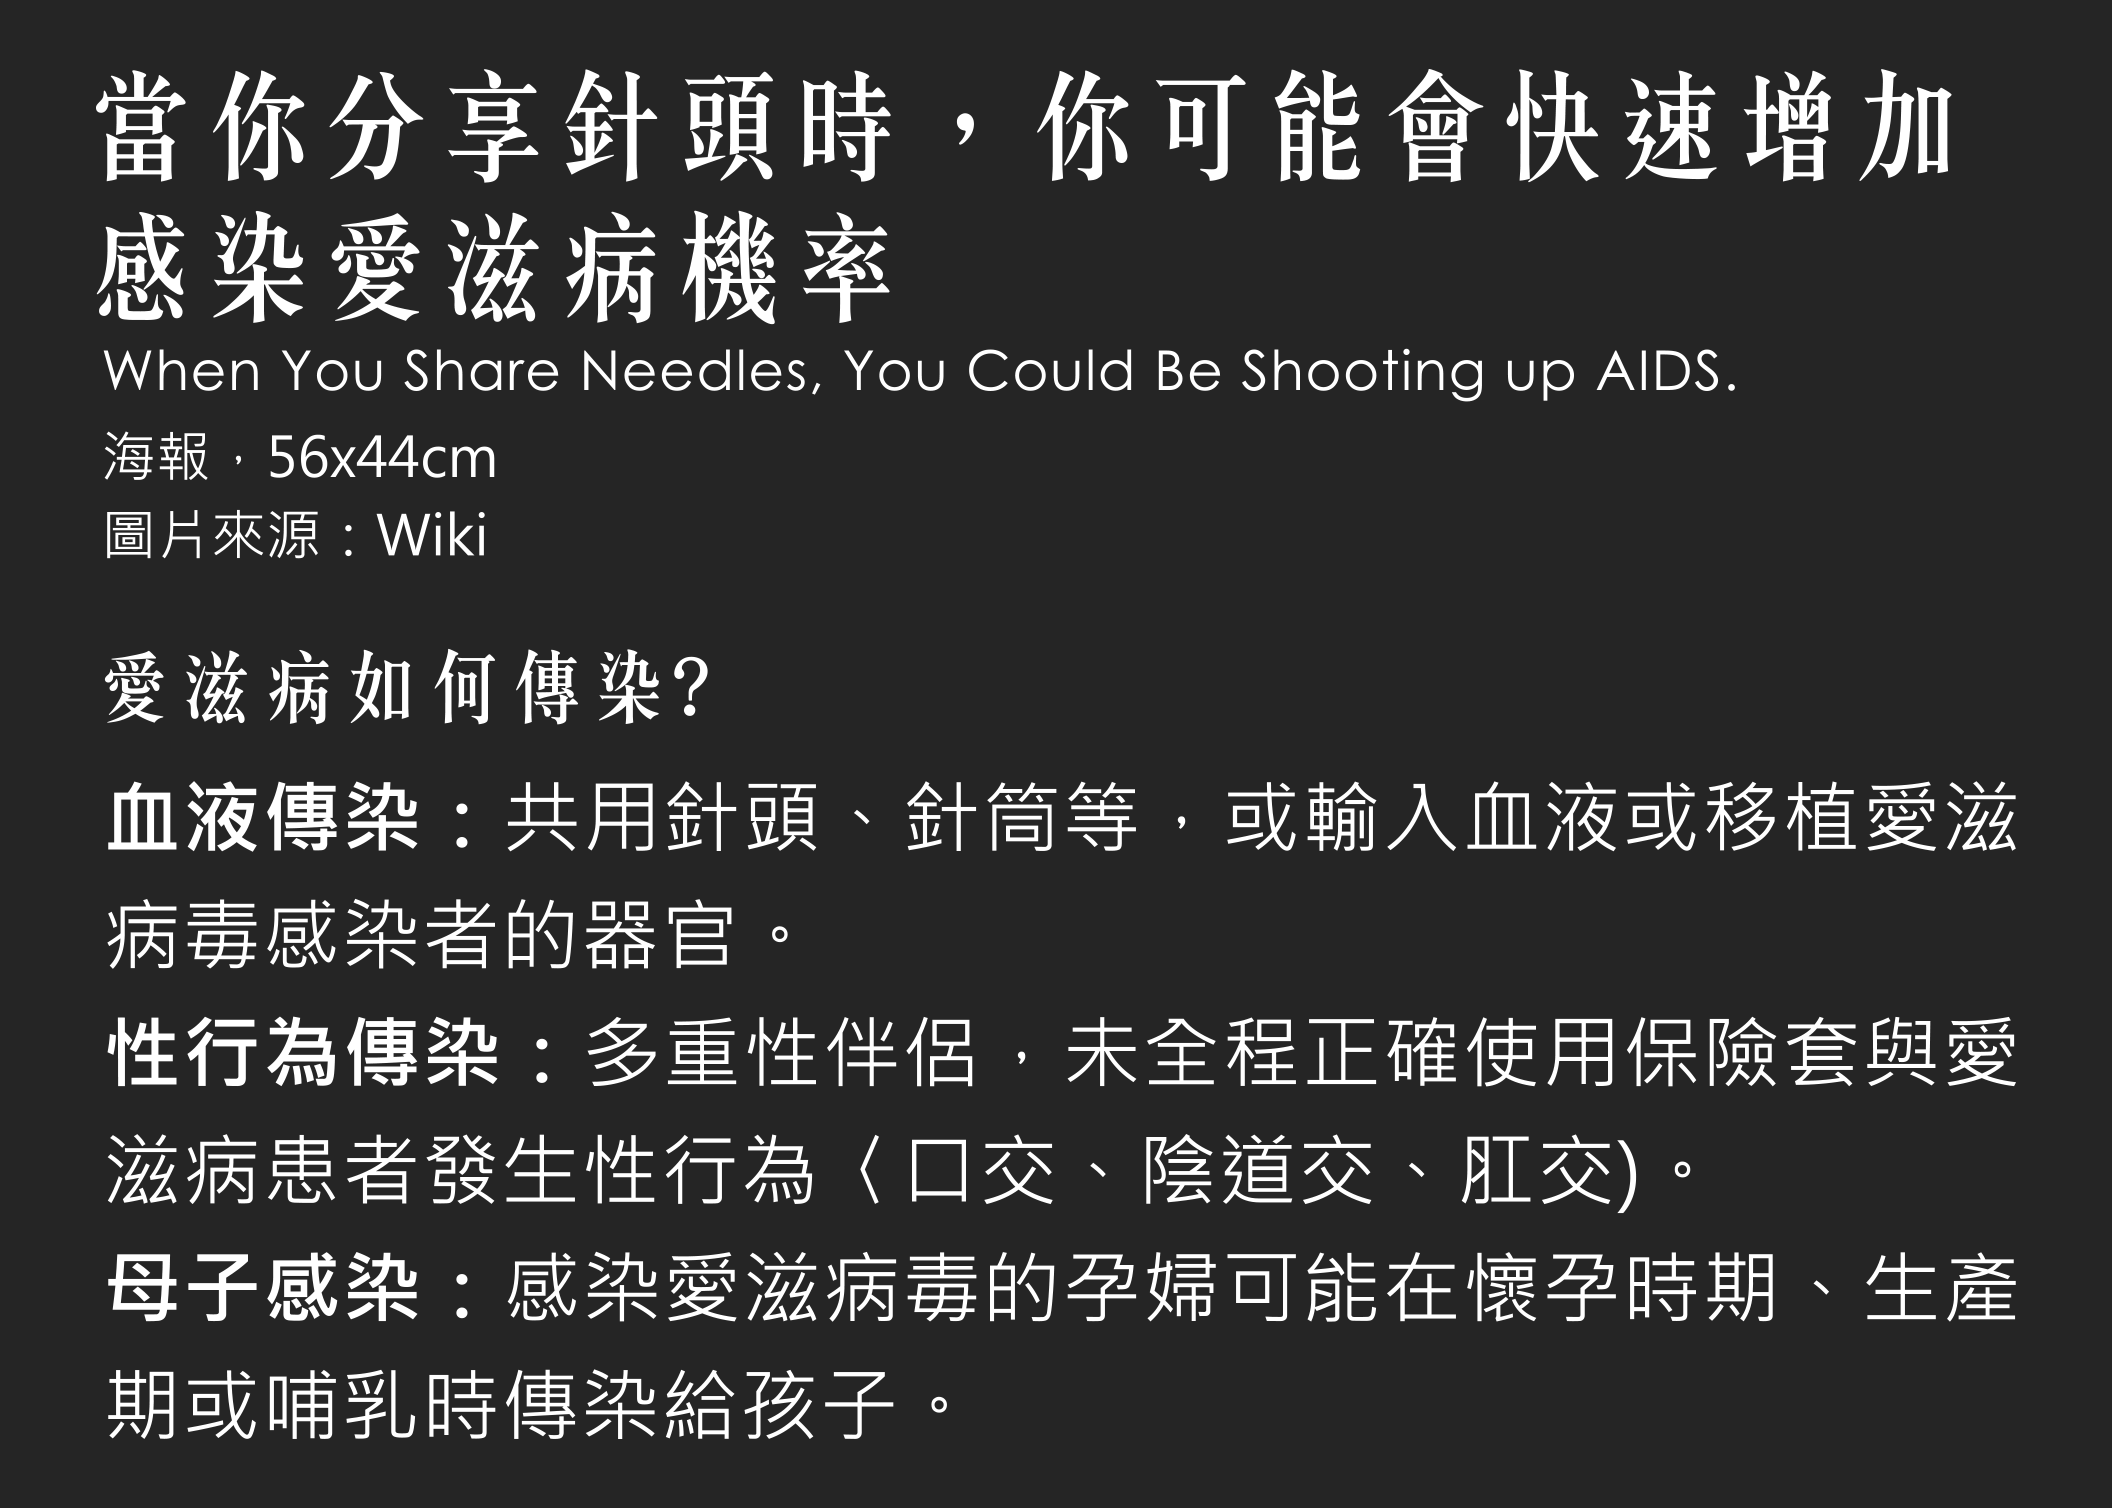 當你分享針頭時，你可能會快速增加
感染愛滋病機率
When You Share Needles, You Could Be Shooting up AIDS.
海報，56x44cm
圖片來源：Wiki
愛滋病如何傳染?
血液傳染：共用針頭、針筒等，或輸入血液或移植愛滋
病毒感染者的器官。
性行為傳染：多重性伴侶，未全程正確使用保險套與愛
滋病患者發生性行為〈口交、陰道交、肛交)。
母子感染：感染愛滋病毒的孕婦可能在懷孕時期、生產
期或哺乳時傳染給孩子。